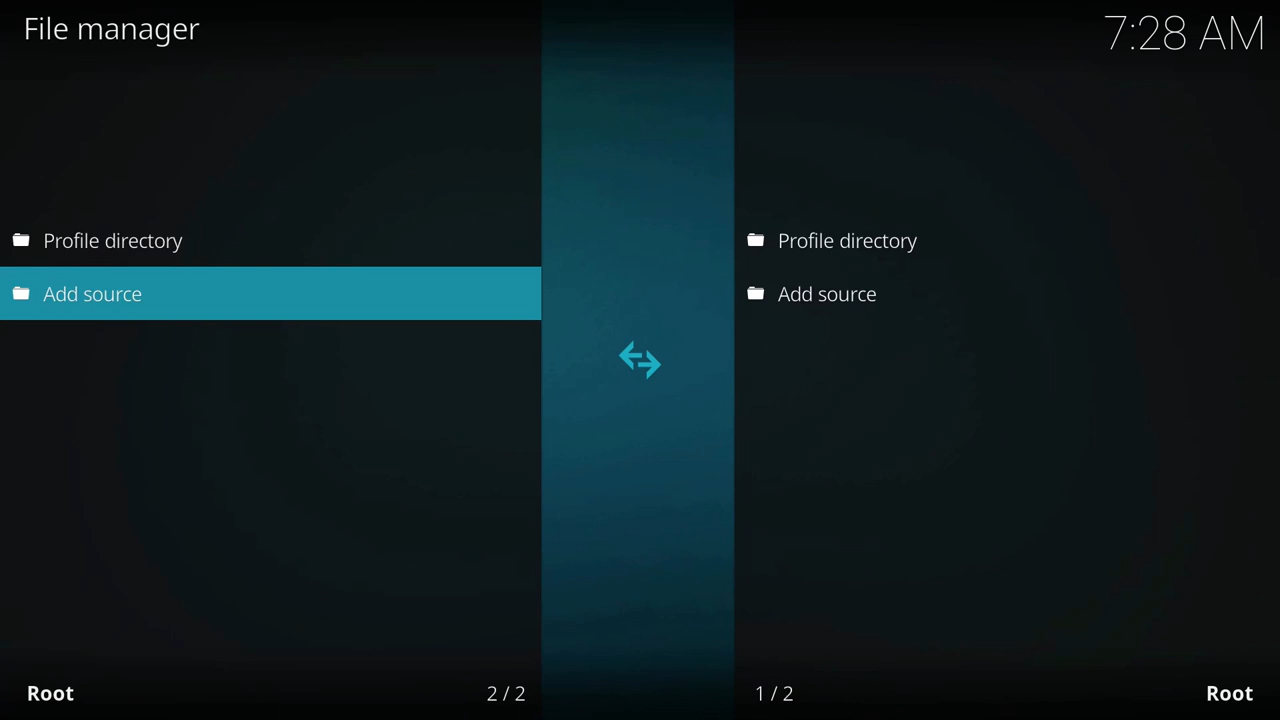 File manager
7:28 AM
Profile directory
Add source
Profile directory
Add source
Root
2 / 2
1 / 2
Root